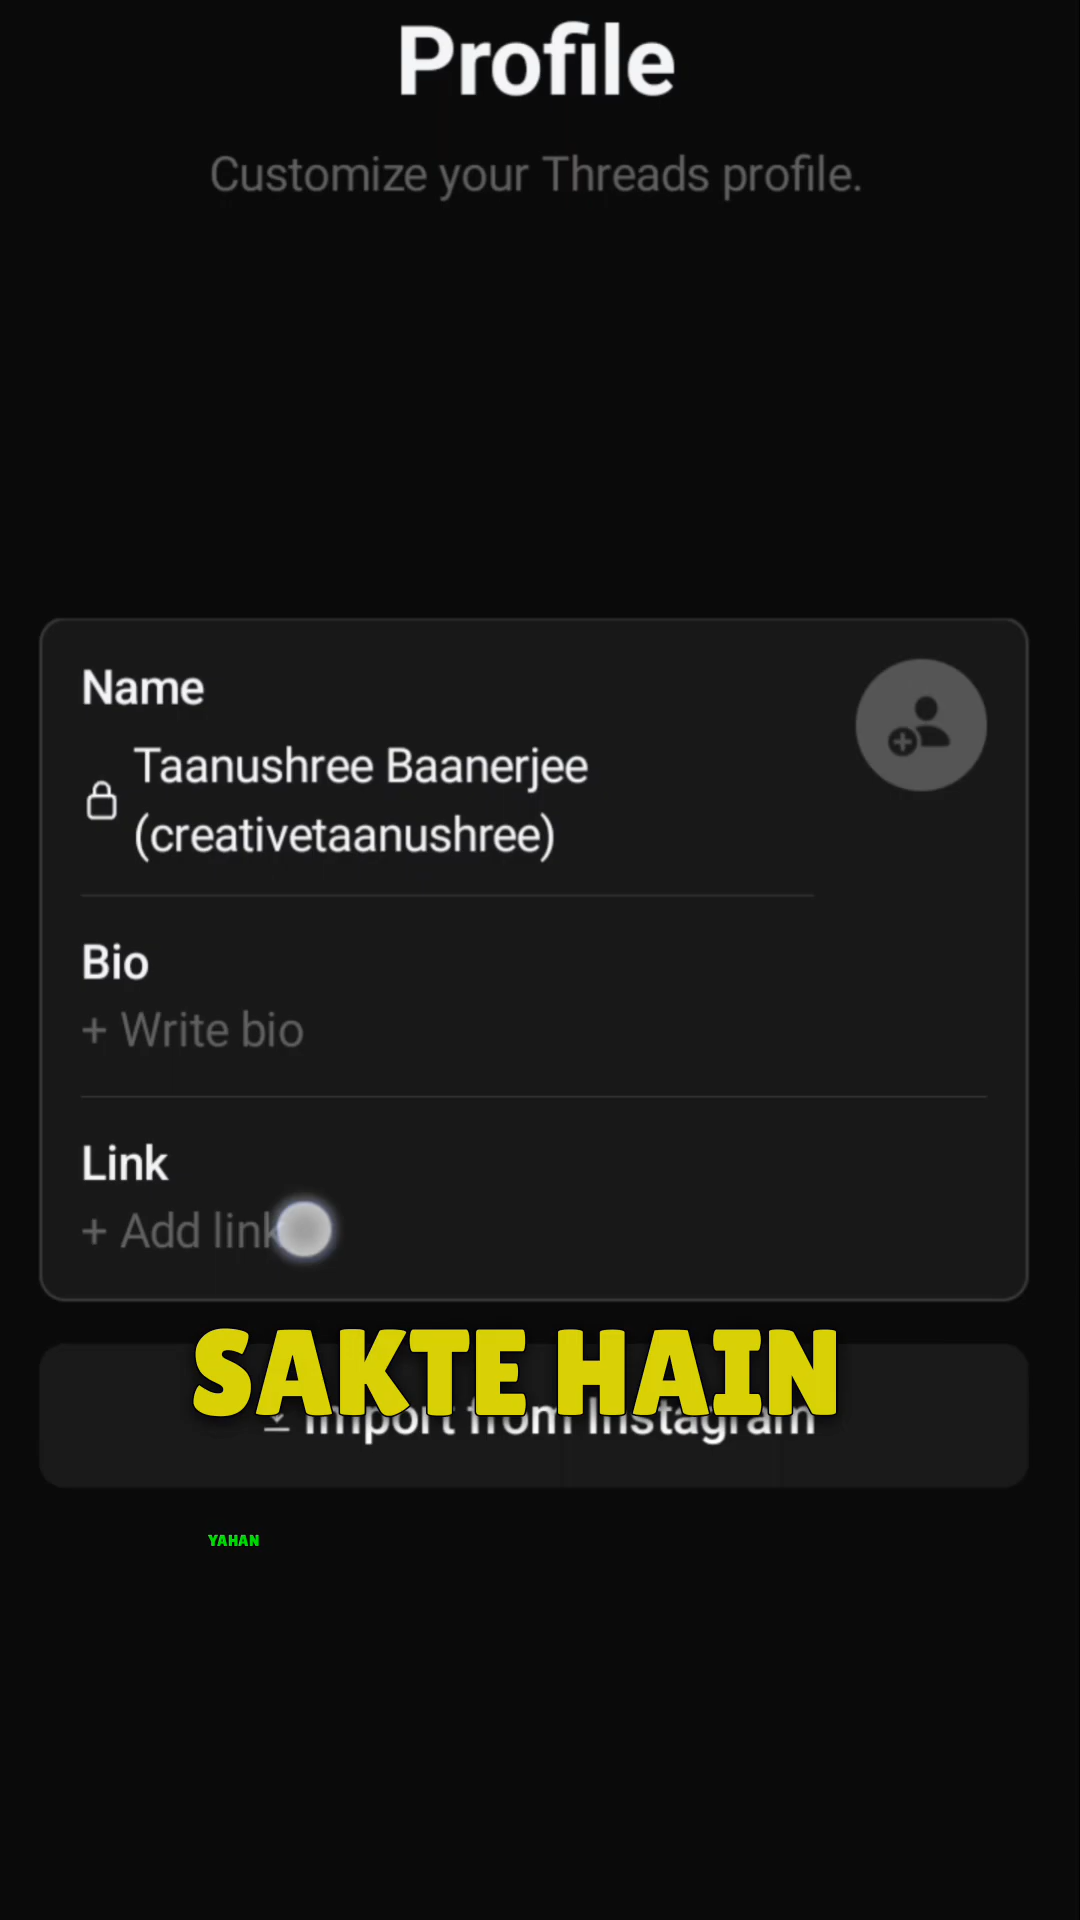 Profile
Customize your Threads profile.
Name
Taanushree Baanerjee
(creativetaanushree)
Bio
+ Write bio
Link
+ Add link
SAKTE HAIN
Import from Instagram
YAHAN